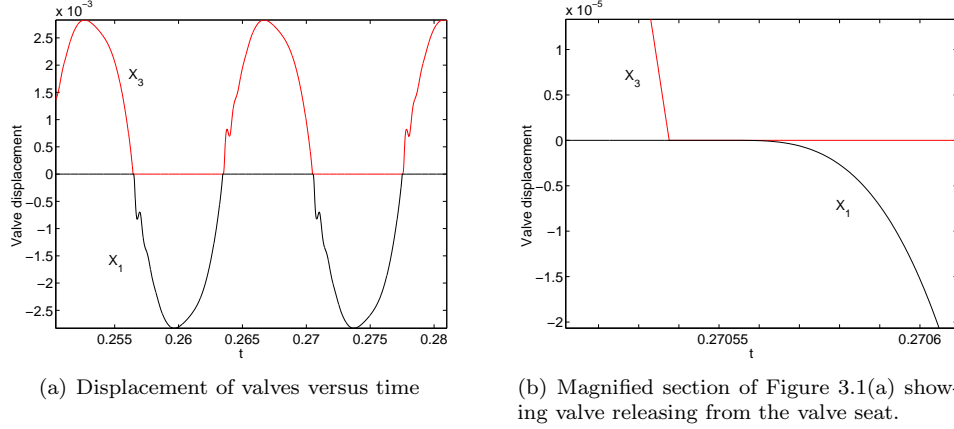 x 10⁻³
2.5
2
1.5
1
0.5
0
−0.5
−1
−1.5
−2
−2.5
Valve displacement
X₃
X₁
0.255 0.26 0.265 0.27 0.275 0.28
t
(a) Displacement of valves versus time
x 10⁻⁵
1
0.5
0
−0.5
−1
−1.5
−2
Valve displacement
X₃
X₁
0.27055 0.2706
t
(b) Magnified section of Figure 3.1(a) show-
ing valve releasing from the valve seat.